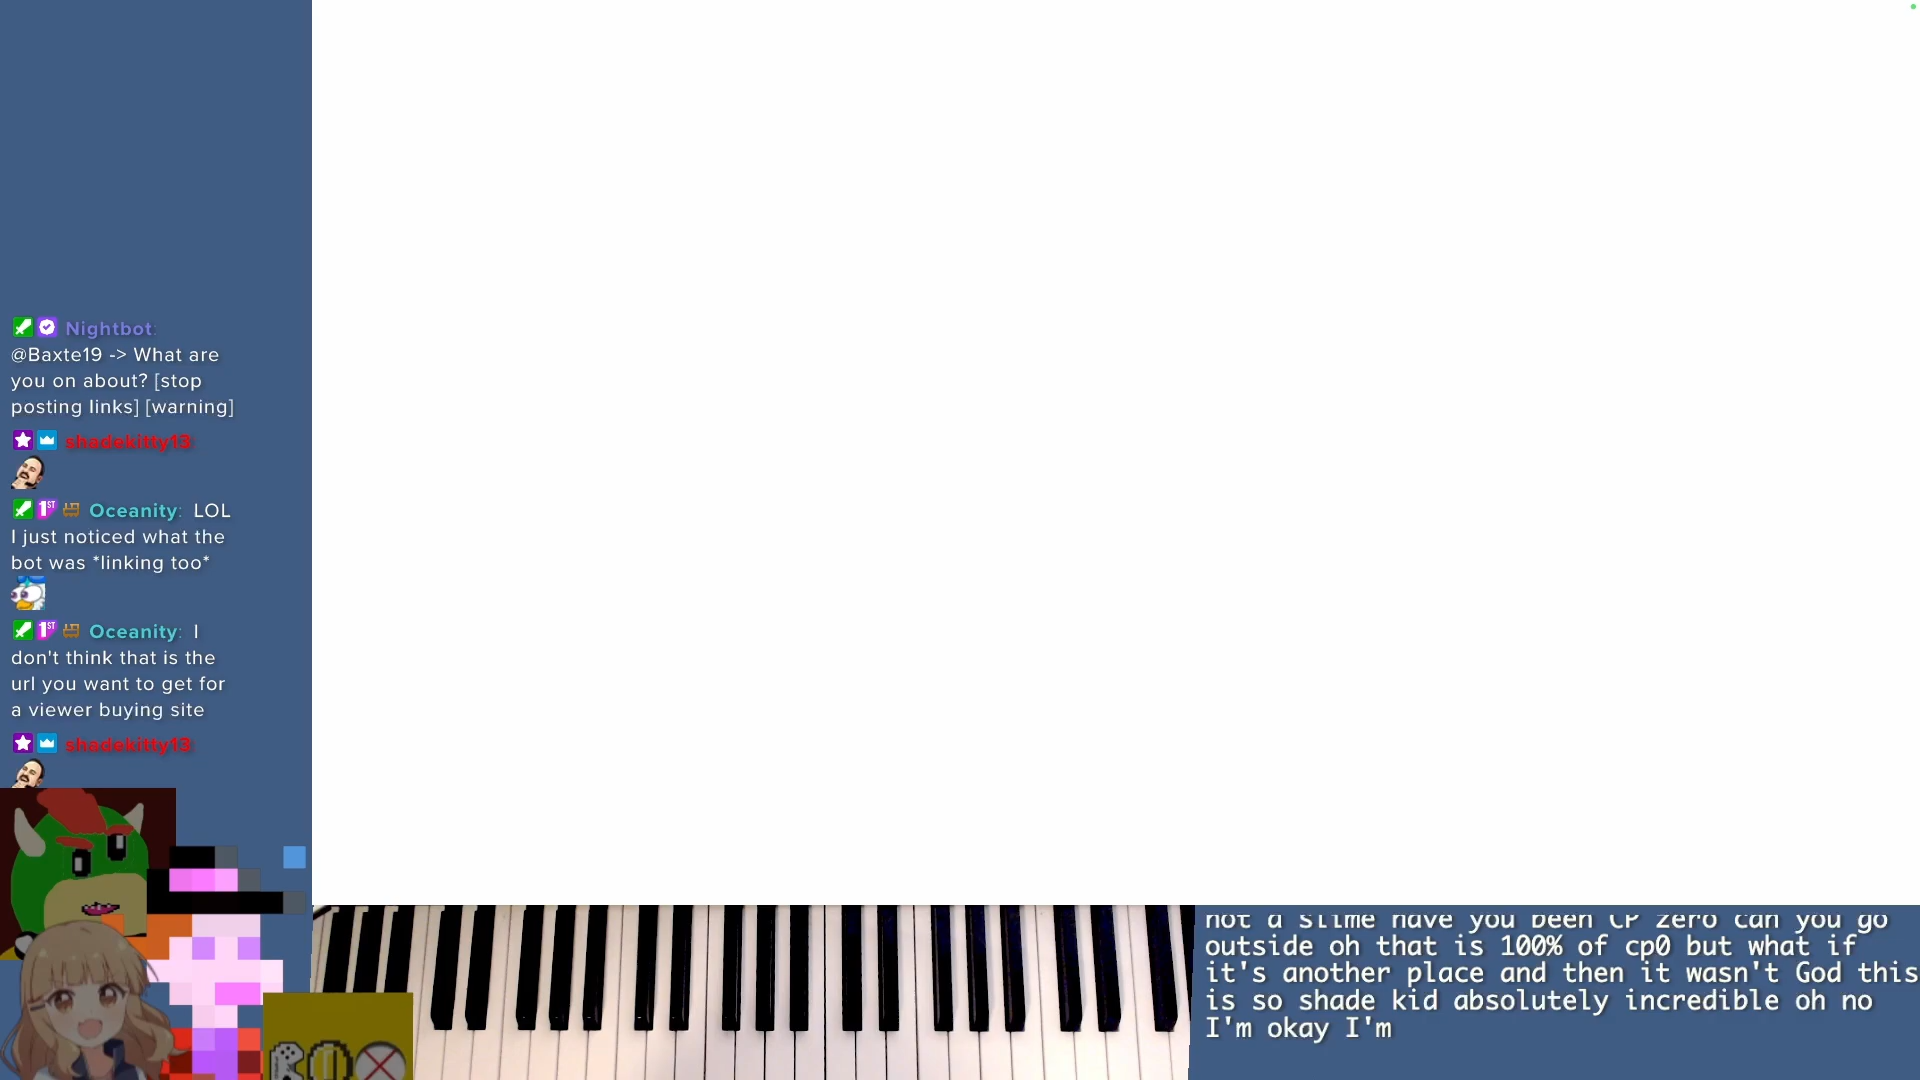 Nightbot:
@Baxte19 -> What are
you on about? [stop
posting links] [warning]
shadekitty13
1ST Oceanity: LOL
I just noticed what the
bot was *linking too*
1ST Oceanity: I
don't think that is the
url you want to get for
a viewer buying site
shadekitty13
not a slime have you been CP zero can you go
outside oh that is 100% of cp0 but what if
it's another place and then it wasn't God this
is so shade kid absolutely incredible oh no
I'm okay I'm